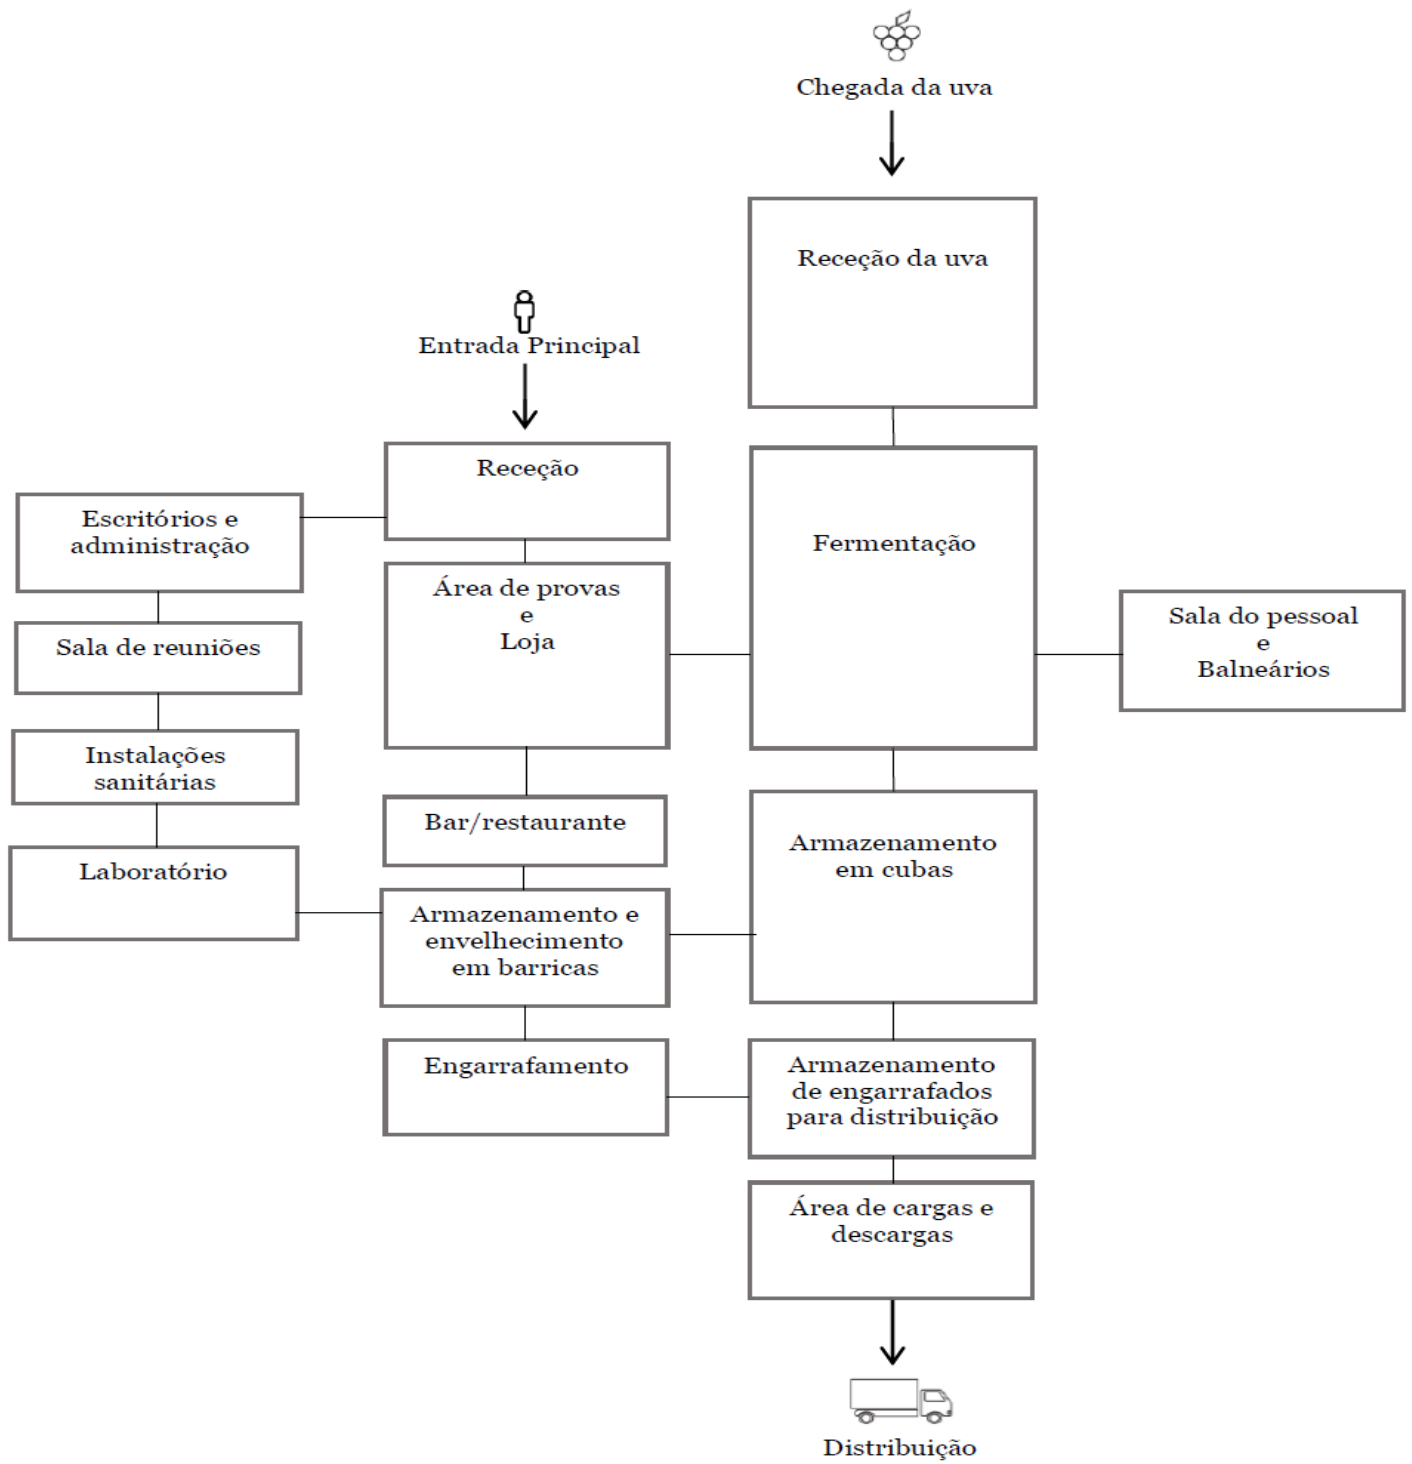 Chegada da uva
Receção da uva
Entrada Principal
Receção
Escritórios e
administração
Fermentação
Área de provas
e
Loja
Sala do pessoal
e
Balneários
Sala de reuniões
Instalações
sanitárias
Bar/restaurante
Armazenamento
em cubas
Laboratório
Armazenamento e
envelhecimento
em barricas
Engarrafamento
Armazenamento
de engarrafados
para distribuição
Área de cargas e
descargas
Distribuição